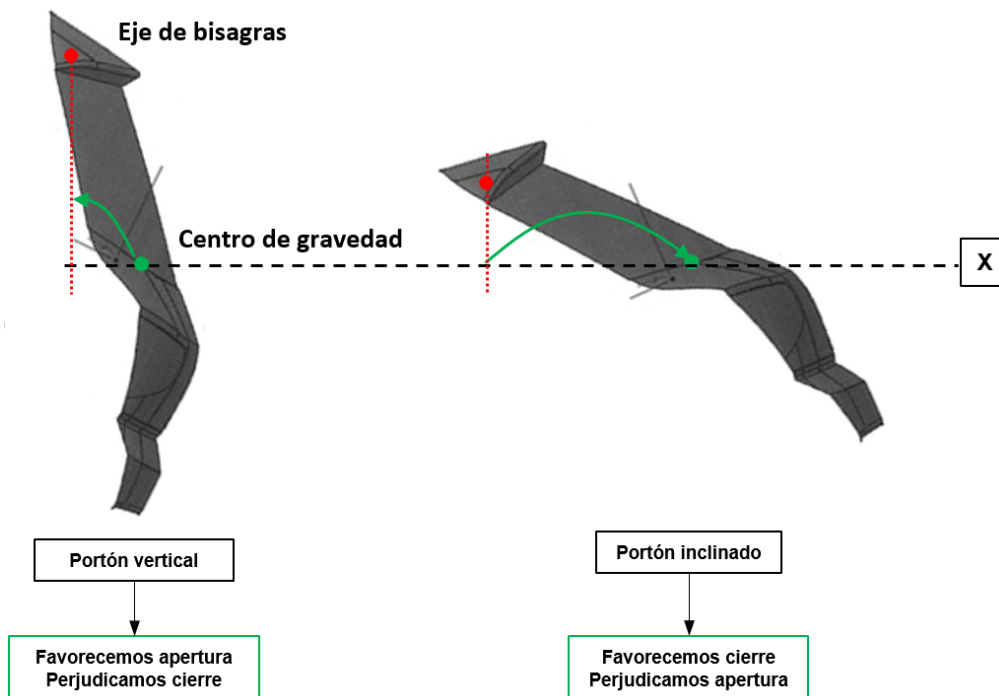 Eje de bisagras
Centro de gravedad
X
Portón vertical
Portón inclinado
Favorecemos apertura
Perjudicamos cierre
Favorecemos cierre
Perjudicamos apertura